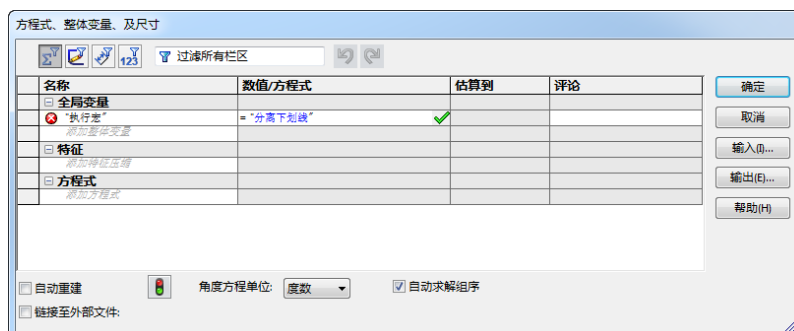 方程式、整体变量、及尺寸
123 过滤所有栏区
名称 数值/方程式 估算到 评论
全局变量
"执行志" = "分离下划线"
添加整体变量
特征
添加特征压缩
方程式
添加方程式
确定
取消
输入(I)...
输出(E)...
帮助(H)
自动重建 角度方程单位: 度数 自动求解组序
链接至外部文件: